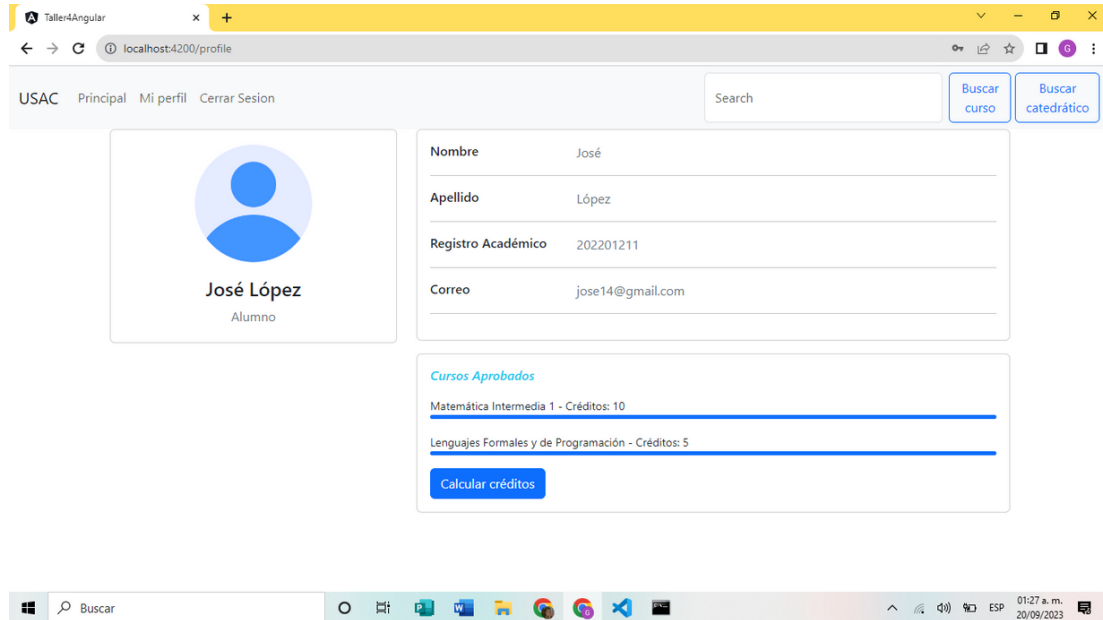 Taller4Angular
localhost:4200/profile
G
USAC Principal Mi perfil Cerrar Sesion Search Buscar curso Buscar catedrático
José López
Alumno
Nombre José
Apellido López
Registro Académico 202201211
Correo jose14@gmail.com
Cursos Aprobados
Matemática Intermedia 1 - Créditos: 10
Lenguajes Formales y de Programación - Créditos: 5
Calcular créditos
Buscar
ESP
01:27 a. m.
20/09/2023